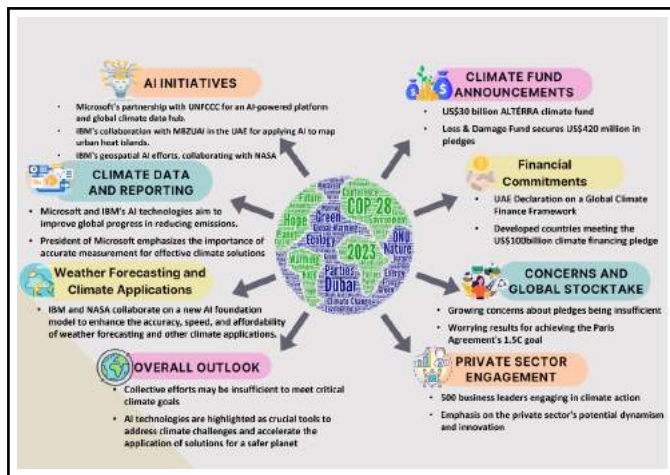 AI INITIATIVES
• Microsoft's partnership with UNFCCC for an AI-powered platform
and global climate data hub.
• IBM's collaboration with MBZUAI in the UAE for applying AI to map
urban heat islands.
• IBM's geospatial AI efforts, collaborating with NASA
CLIMATE DATA
AND REPORTING
• Microsoft and IBM's AI technologies aim to
improve global progress in reducing emissions.
• President of Microsoft emphasizes the importance of
accurate measurement for effective climate solutions
Weather Forecasting and
Climate Applications
• IBM and NASA collaborate on a new AI foundation
model to enhance the accuracy, speed, and affordability
of weather forecasting and other climate applications.
OVERALL OUTLOOK
• Collective efforts may be insufficient to meet critical
climate goals
• AI technologies are highlighted as crucial tools to
address climate challenges and accelerate the
application of solutions for a safer planet
Future
Conference
COP-28
Hope
Green
Planet
Global-Warming
Ecology
ONU
Nature
2023
Parties
Dubai
Climate Change
CLIMATE FUND
ANNOUNCEMENTS
• US$30 billion ALTÉRRA climate fund
• Loss & Damage Fund secures US$420 million in
pledges
Financial
Commitments
• UAE Declaration on a Global Climate
Finance Framework
• Developed countries meeting the
US$100billion climate financing pledge
CONCERNS AND
GLOBAL STOCKTAKE
• Growing concerns about pledges being insufficient
• Worrying results for achieving the Paris
Agreement's 1.5C goal
PRIVATE SECTOR
ENGAGEMENT
• 500 business leaders engaging in climate action
• Emphasis on the private sector's potential dynamism
and innovation